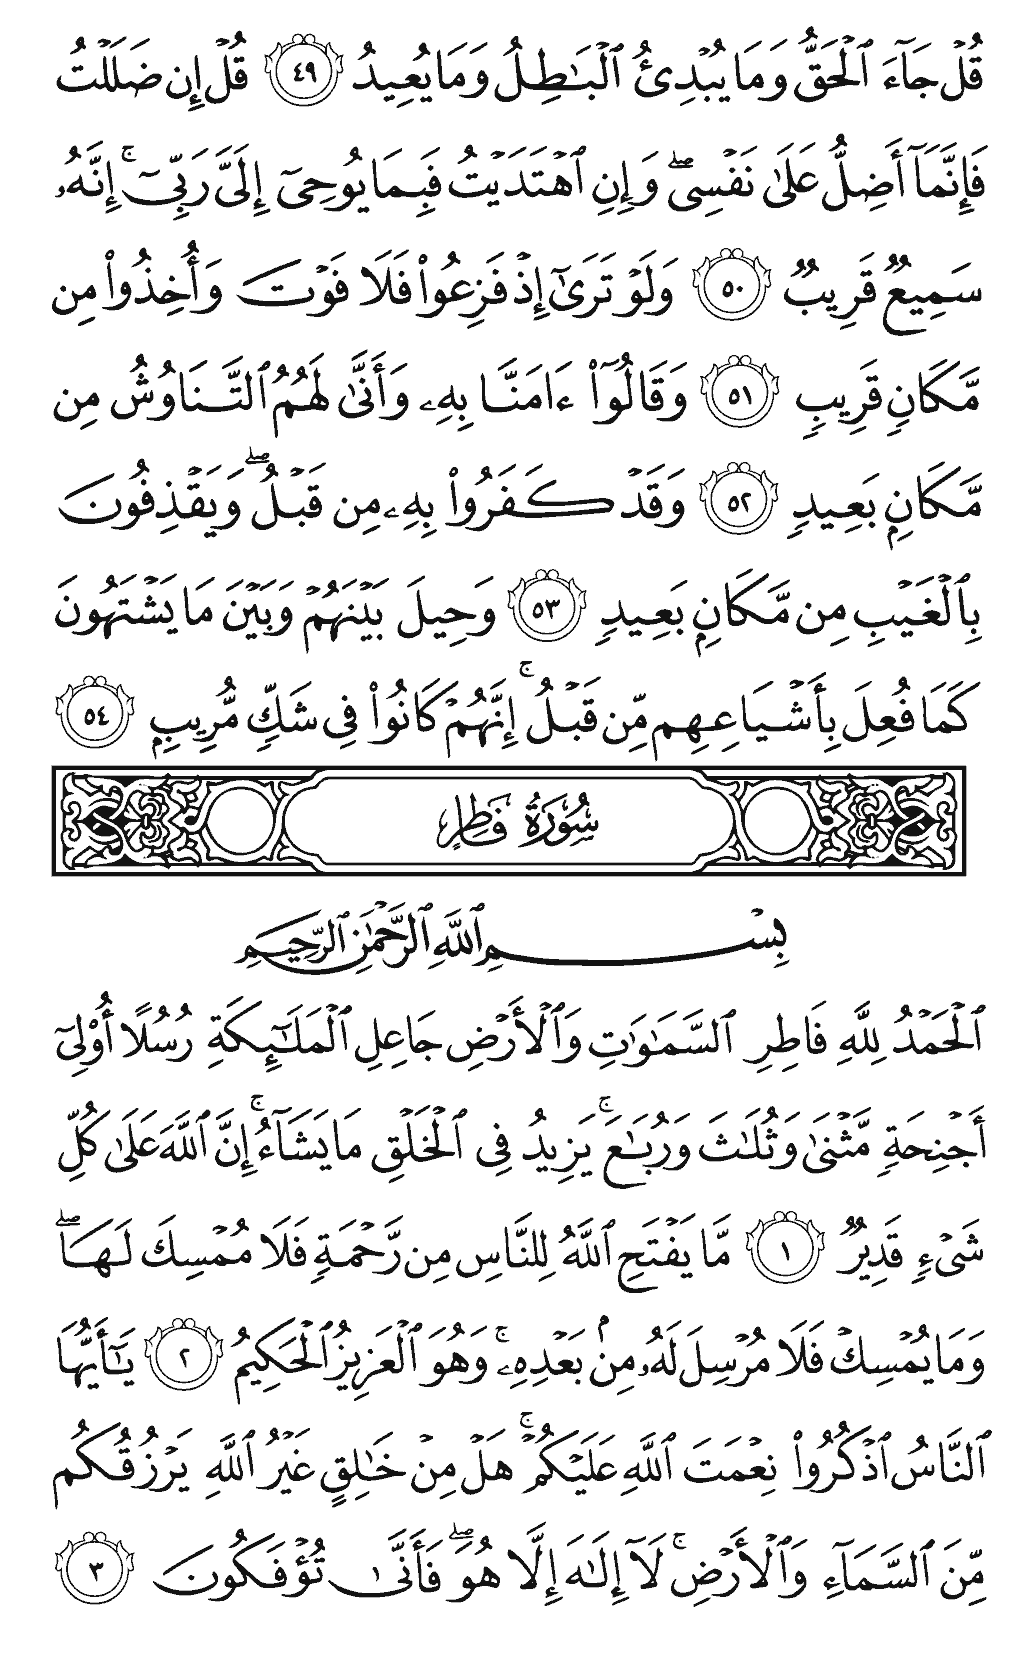 قُلْ جَآءَ ٱلْحَقُّ وَمَا يُبْدِئُ ٱلْبَٰطِلُ وَمَا يُعِيدُ ٤٩ قُلْ إِن ضَلَلْتُ
فَإِنَّمَآ أَضِلُّ عَلَىٰ نَفْسِى ۖ وَإِنِ ٱهْتَدَيْتُ فَبِمَا يُوحِىٓ إِلَىَّ رَبِّىٓ ۚ إِنَّهُۥ
سَمِيعٌ قَرِيبٌ ٥٠ وَلَوْ تَرَىٰٓ إِذْ فَزِعُوا۟ فَلَا فَوْتَ وَأُخِذُوا۟ مِن
مَّكَانٍ قَرِيبٍ ٥١ وَقَالُوٓا۟ ءَامَنَّا بِهِۦ وَأَنَّىٰ لَهُمُ ٱلتَّنَاوُشُ مِن
مَّكَانٍۭ بَعِيدٍ ٥٢ وَقَدْ كَفَرُوا۟ بِهِۦ مِن قَبْلُ ۖ وَيَقْذِفُونَ
بِٱلْغَيْبِ مِن مَّكَانٍۭ بَعِيدٍ ٥٣ وَحِيلَ بَيْنَهُمْ وَبَيْنَ مَا يَشْتَهُونَ
كَمَا فُعِلَ بِأَشْيَاعِهِم مِّن قَبْلُ ۚ إِنَّهُمْ كَانُوا۟ فِى شَكٍّ مُّرِيبٍۭ ٥٤
سُورَةُ فَاطِرٍ
بِسْمِ ٱللَّهِ ٱلرَّحْمَٰنِ ٱلرَّحِيمِ
ٱلْحَمْدُ لِلَّهِ فَاطِرِ ٱلسَّمَٰوَٰتِ وَٱلْأَرْضِ جَاعِلِ ٱلْمَلَٰٓئِكَةِ رُسُلًا أُو۟لِىٓ
أَجْنِحَةٍ مَّثْنَىٰ وَثُلَٰثَ وَرُبَٰعَ ۚ يَزِيدُ فِى ٱلْخَلْقِ مَا يَشَآءُ ۚ إِنَّ ٱللَّهَ عَلَىٰ كُلِّ
شَىْءٍ قَدِيرٌ ١ مَّا يَفْتَحِ ٱللَّهُ لِلنَّاسِ مِن رَّحْمَةٍ فَلَا مُمْسِكَ لَهَا ۖ
وَمَا يُمْسِكْ فَلَا مُرْسِلَ لَهُۥ مِنۢ بَعْدِهِۦ ۚ وَهُوَ ٱلْعَزِيزُ ٱلْحَكِيمُ ٢ يَٰٓأَيُّهَا
ٱلنَّاسُ ٱذْكُرُوا۟ نِعْمَتَ ٱللَّهِ عَلَيْكُمْ ۚ هَلْ مِنْ خَٰلِقٍ غَيْرُ ٱللَّهِ يَرْزُقُكُم
مِّنَ ٱلسَّمَآءِ وَٱلْأَرْضِ ۚ لَآ إِلَٰهَ إِلَّا هُوَ ۖ فَأَنَّىٰ تُؤْفَكُونَ ٣